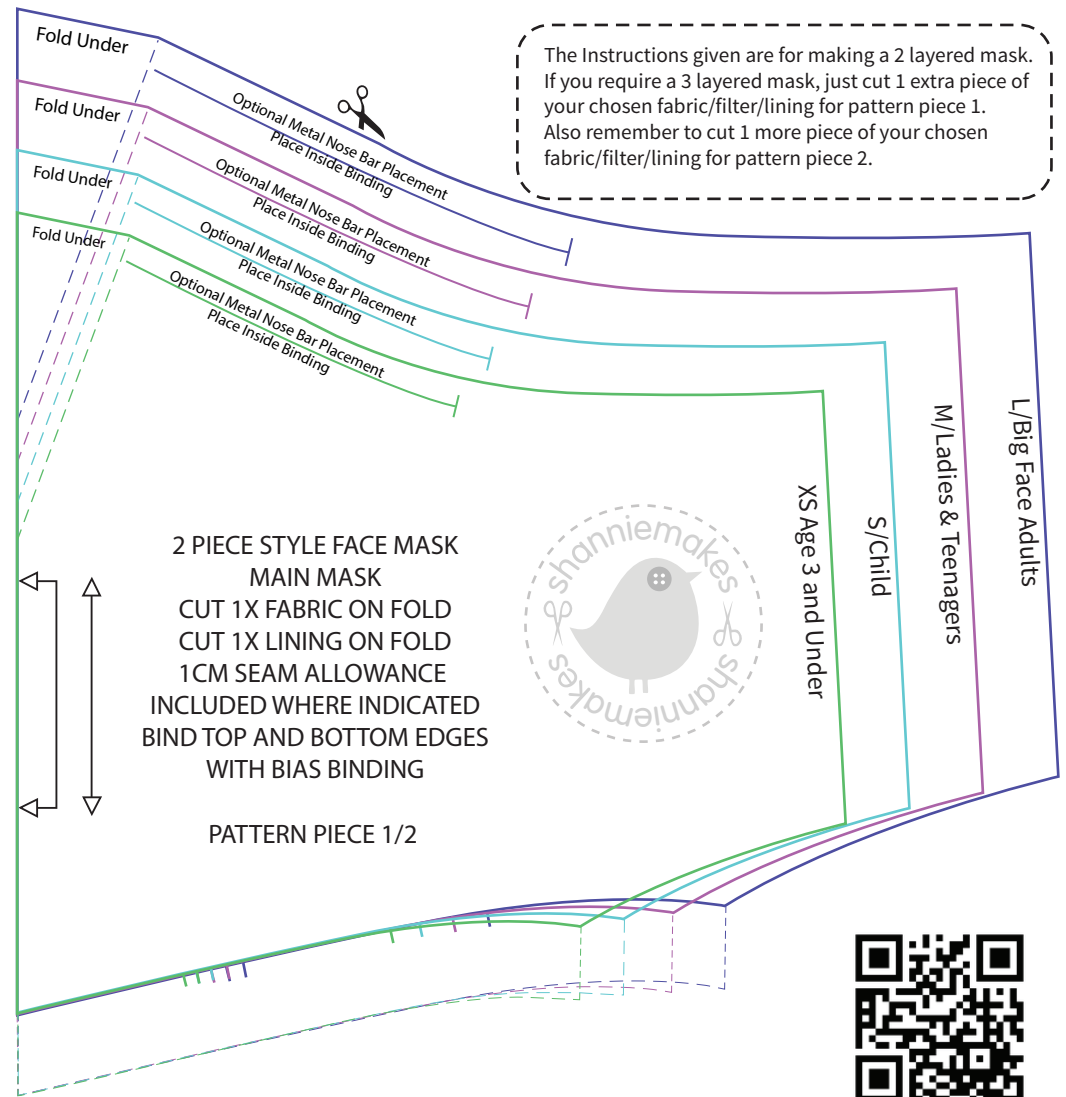 Fold Under
Optional Metal Nose Bar Placement
Place Inside Binding
The Instructions given are for making a 2 layered mask.
If you require a 3 layered mask, just cut 1 extra piece of
your chosen fabric/filter/lining for pattern piece 1.
Also remember to cut 1 more piece of your chosen
fabric/filter/lining for pattern piece 2.
Fold Under
Optional Metal Nose Bar Placement
Place Inside Binding
Fold Under
Optional Metal Nose Bar Placement
Place Inside Binding
Fold Under
Optional Metal Nose Bar Placement
Place Inside Binding
L/Big Face Adults
M/Ladies & Teenagers
S/Child
XS Age 3 and Under
2 PIECE STYLE FACE MASK
MAIN MASK
CUT 1X FABRIC ON FOLD
CUT 1X LINING ON FOLD
1CM SEAM ALLOWANCE
INCLUDED WHERE INDICATED
BIND TOP AND BOTTOM EDGES
WITH BIAS BINDING
PATTERN PIECE 1/2
shanniemakes
shanniemakes